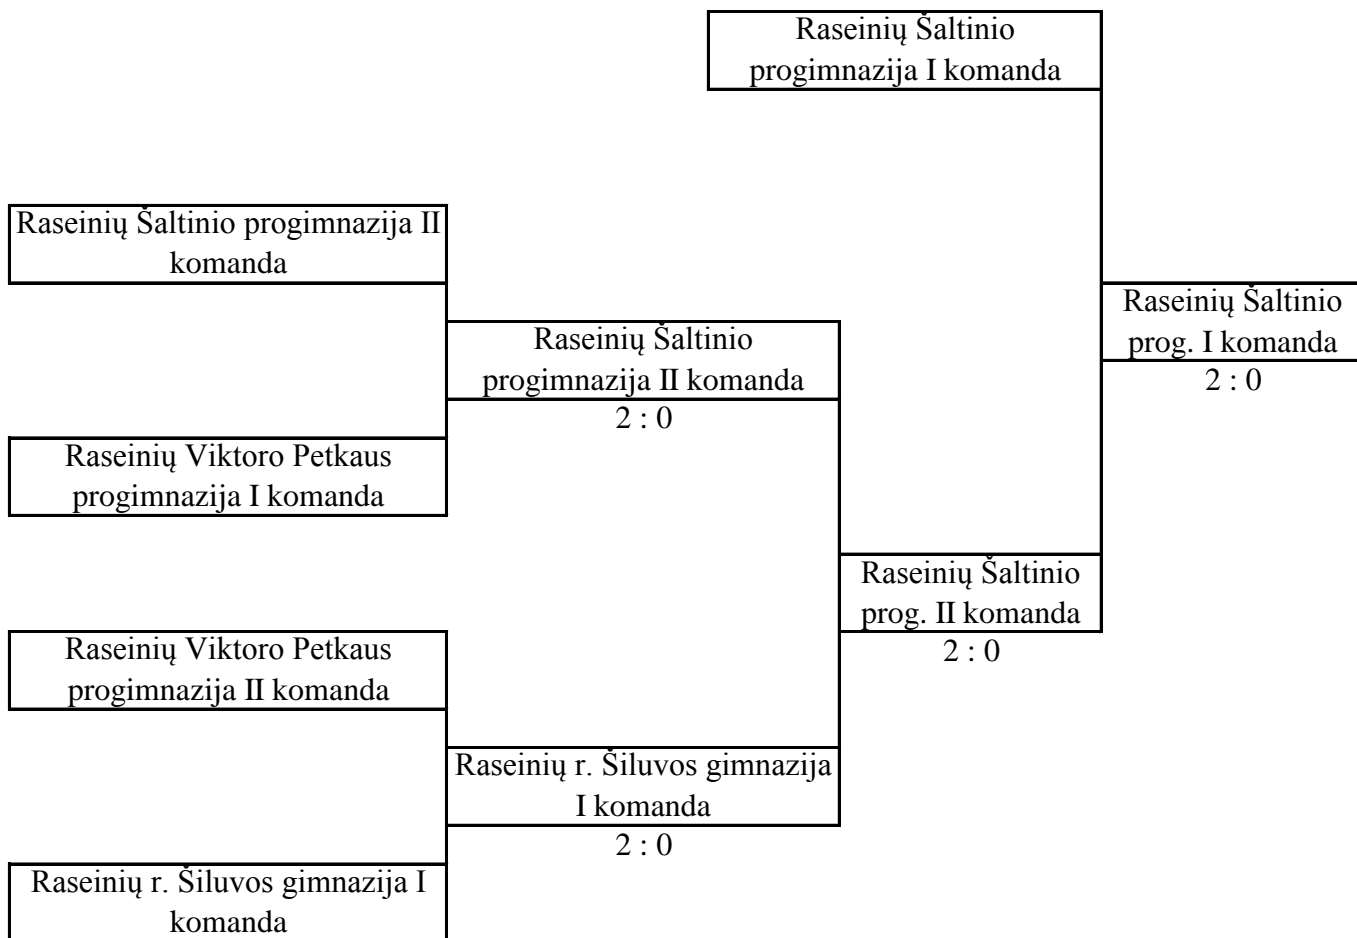 Raseinių Šaltinio
progimnazija I komanda
Raseinių Šaltinio progimnazija II
komanda
Raseinių Šaltinio
prog. I komanda
2 : 0
Raseinių Šaltinio
progimnazija II komanda
2 : 0
Raseinių Viktoro Petkaus
progimnazija I komanda
Raseinių Šaltinio
prog. II komanda
2 : 0
Raseinių Viktoro Petkaus
progimnazija II komanda
Raseinių r. Šiluvos gimnazija
I komanda
2 : 0
Raseinių r. Šiluvos gimnazija I
komanda